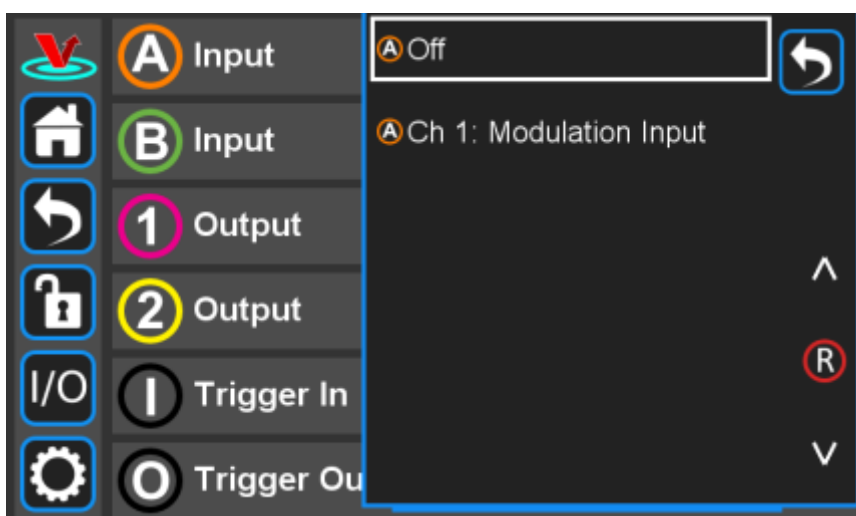 A Input
B Input
1 Output
2 Output
I/O
I Trigger In
O Trigger Ou
A Off
A Ch 1: Modulation Input
R